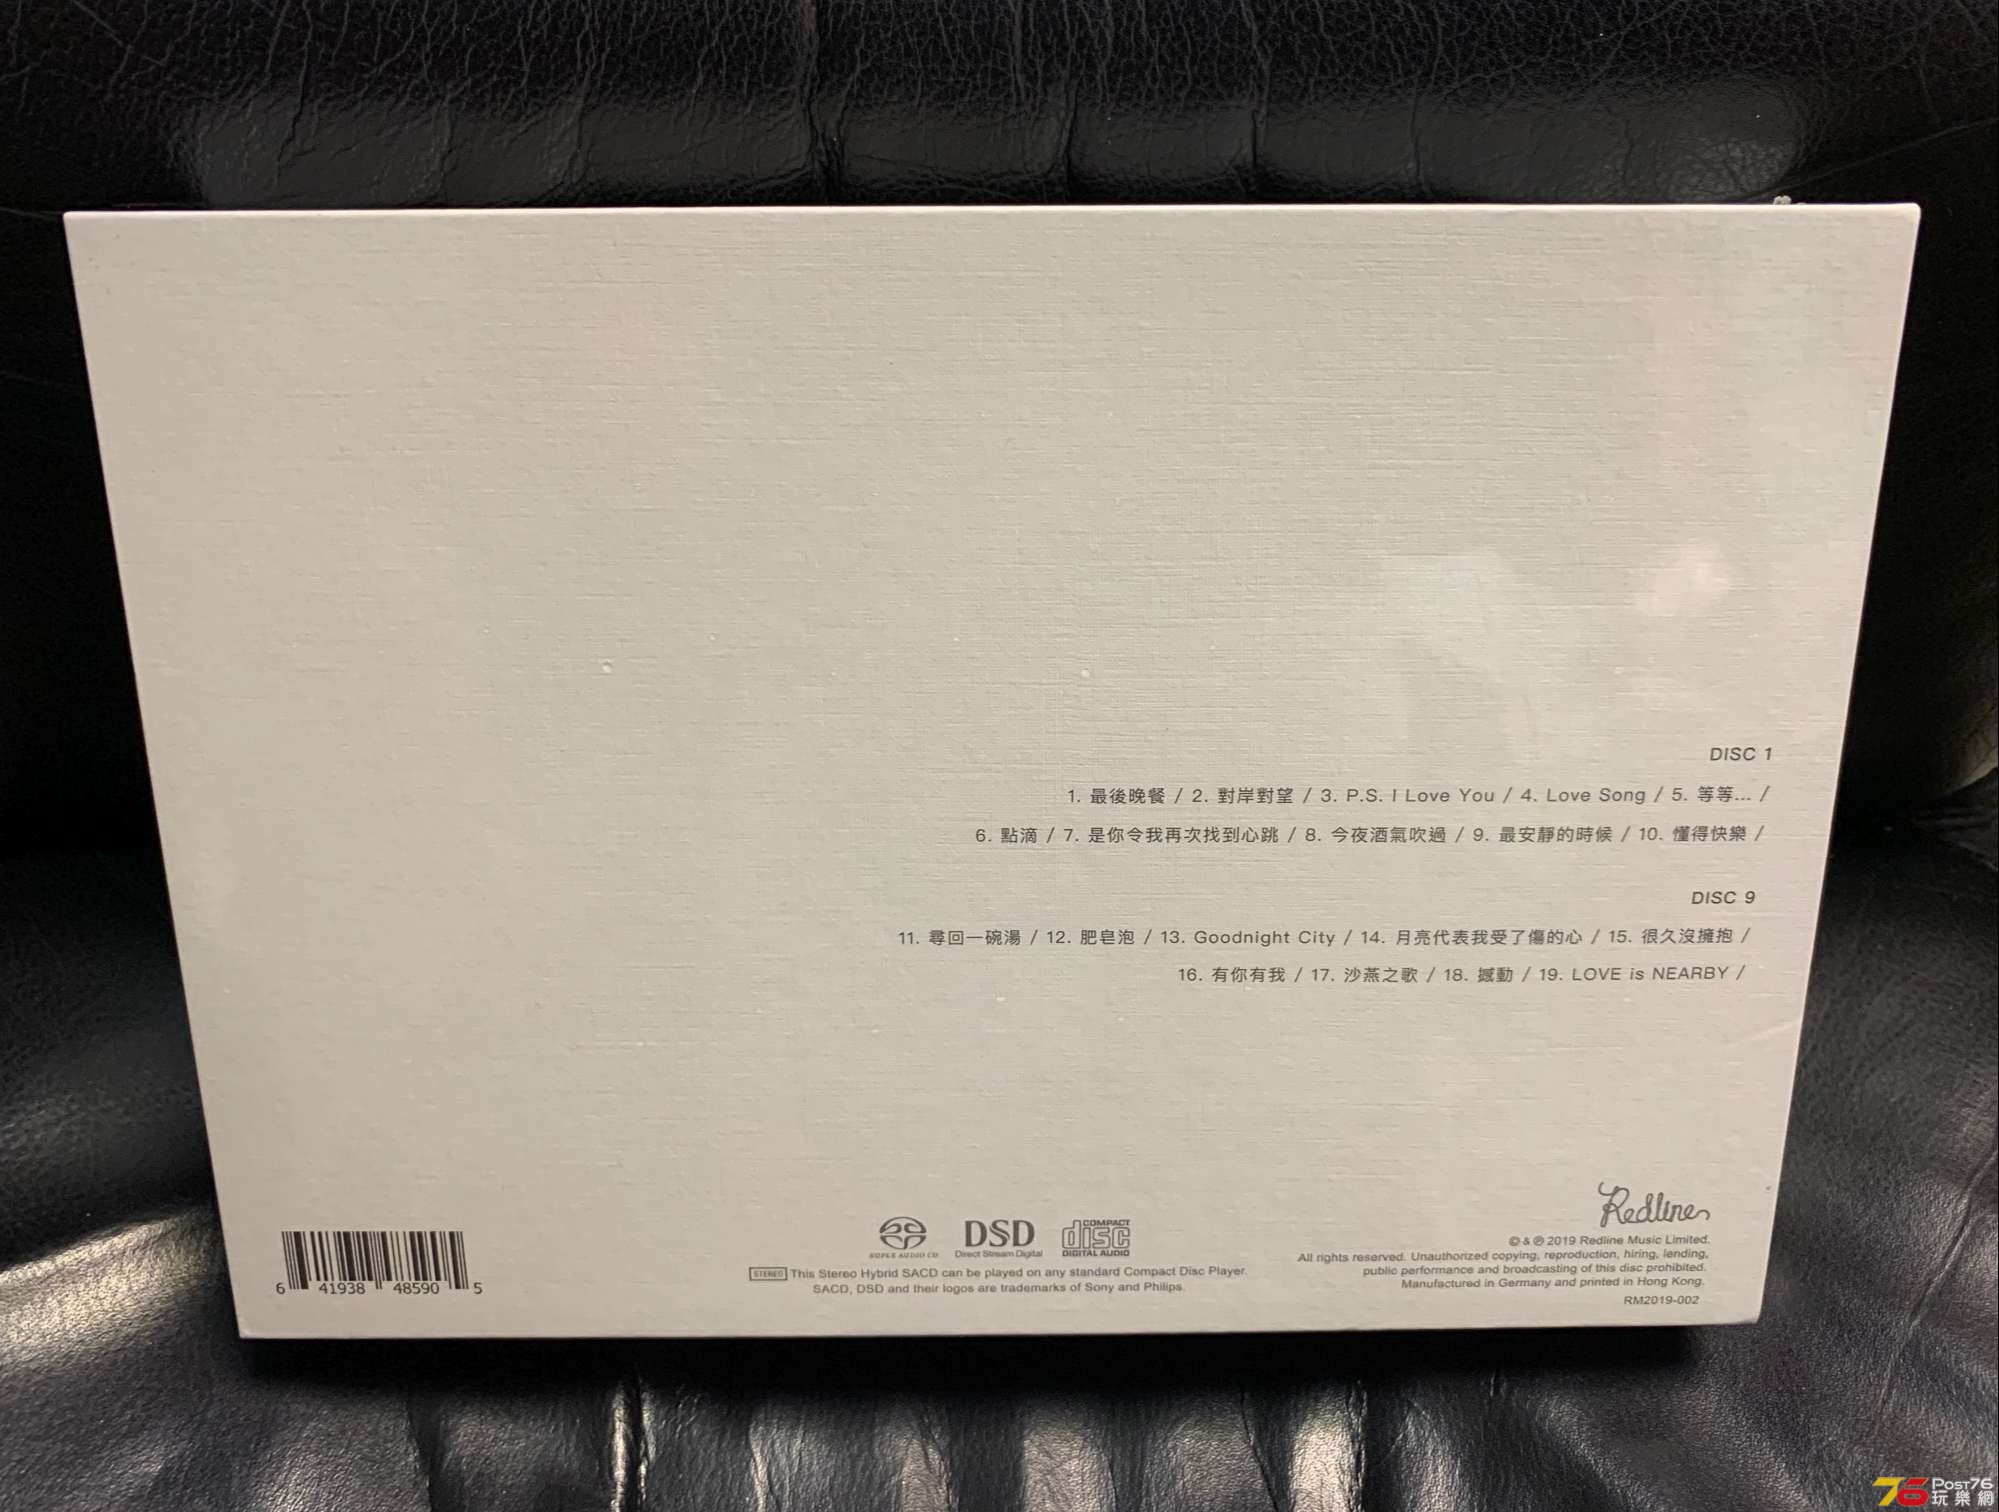 DISC 1
1. 最後晚餐 / 2. 對岸對望 / 3. P.S. I Love You / 4. Love Song / 5. 等等... /
6. 點滴 / 7. 是你令我再次找到心跳 / 8. 今夜酒氣吹過 / 9. 最安靜的時候 / 10. 懂得快樂 /
DISC 9
11. 尋回一碗湯 / 12. 肥皂泡 / 13. Goodnight City / 14. 月亮代表我受了傷的心 / 15. 很久沒擁抱 /
16. 有你有我 / 17. 沙燕之歌 / 18. 撼動 / 19. LOVE is NEARBY /
6 41938 48590 5
SUPER AUDIO CD
DSD
Direct Stream Digital
COMPACT
disc
DIGITAL AUDIO
STEREO This Stereo Hybrid SACD can be played on any standard Compact Disc Player.
SACD, DSD and their logos are trademarks of Sony and Philips.
Redline
© & ℗ 2019 Redline Music Limited.
All rights reserved. Unauthorized copying, reproduction, hiring, lending,
public performance and broadcasting of this disc prohibited.
Manufactured in Germany and printed in Hong Kong.
RM2019-002
76 Post76
玩樂網